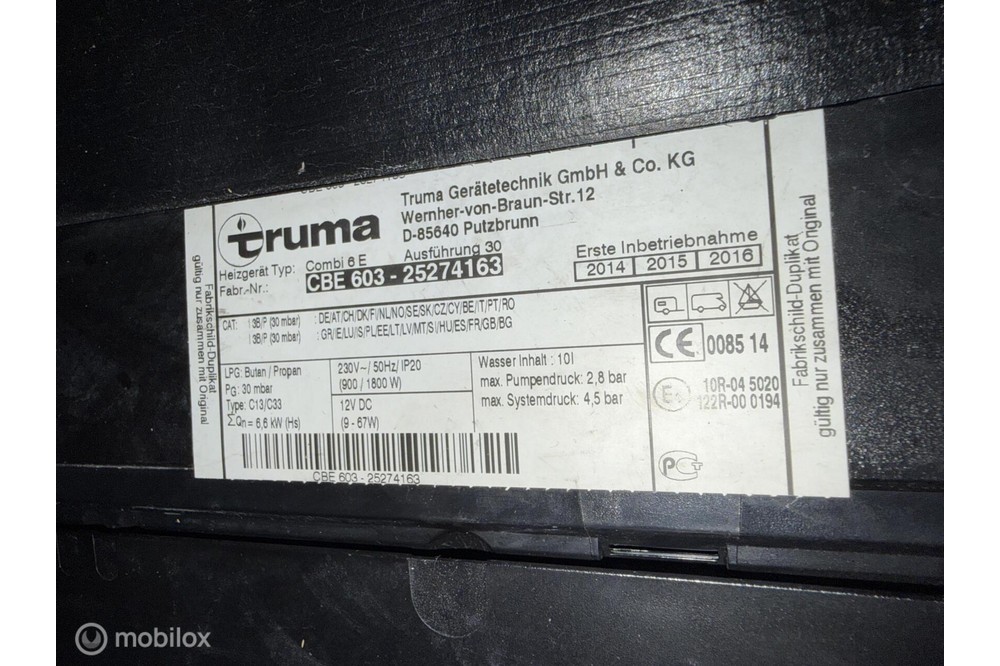 truma
Truma Gerätetechnik GmbH & Co. KG
Wernher-von-Braun-Str.12
D-85640 Putzbrunn
Heizgerät Typ: Combi 6 E Ausführung 30
Fabr.-Nr.: CBE 603 - 25274163
Erste Inbetriebnahme
2014 2015 2016
CAT: I 3B/P (30 mbar) : DE/AT/CH/DK/FI/NL/NO/SE/SK/CZ/CY/BE/IT/PT/RO
I 3B/P (30 mbar) : GR/IE/LU/IS/PL/EE/LT/LV/MT/SI/HU/ES/FR/GB/BG
LPG: Butan / Propan
PG: 30 mbar
Type: C13/C33
ΣQn = 6,6 kW (Hs)
230V~/ 50Hz/ IP20
(900 / 1800 W)
12V DC
(9 - 67W)
Wasser Inhalt : 10l
max. Pumpendruck: 2,8 bar
max. Systemdruck: 4,5 bar
CE 0085 14
E1 10R-04 5020
122R-00 0194
CBE 603 - 25274163
Fabrikschild-Duplikat
gültig nur zusammen mit Original
Fabrikschild-Duplikat
gültig nur zusammen mit Original
mobilox